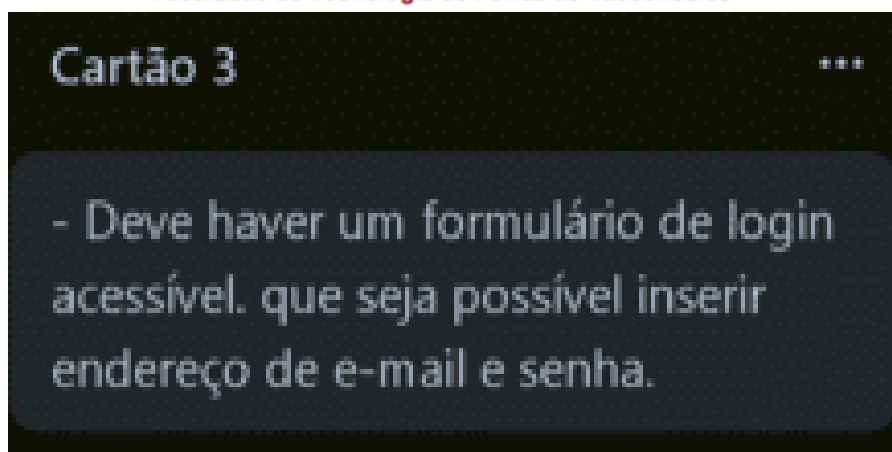 Cartão 3 ...
- Deve haver um formulário de login
acessível. que seja possível inserir
endereço de e-mail e senha.